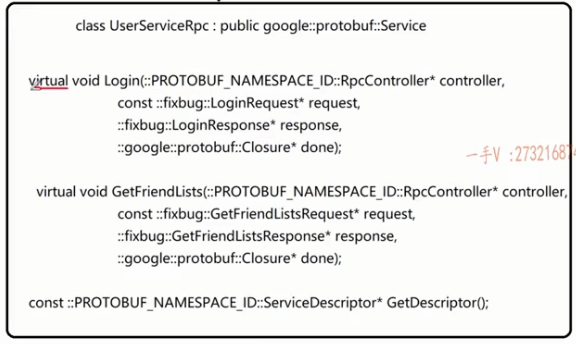 class UserServiceRpc : public google::protobuf::Service
virtual void Login(::PROTOBUF_NAMESPACE_ID::RpcController* controller,
const ::fixbug::LoginRequest* request,
::fixbug::LoginResponse* response,
::google::protobuf::Closure* done);
一手V :27321687
virtual void GetFriendLists(::PROTOBUF_NAMESPACE_ID::RpcController* controller,
const ::fixbug::GetFriendListsRequest* request,
::fixbug::GetFriendListsResponse* response,
::google::protobuf::Closure* done);
const ::PROTOBUF_NAMESPACE_ID::ServiceDescriptor* GetDescriptor();